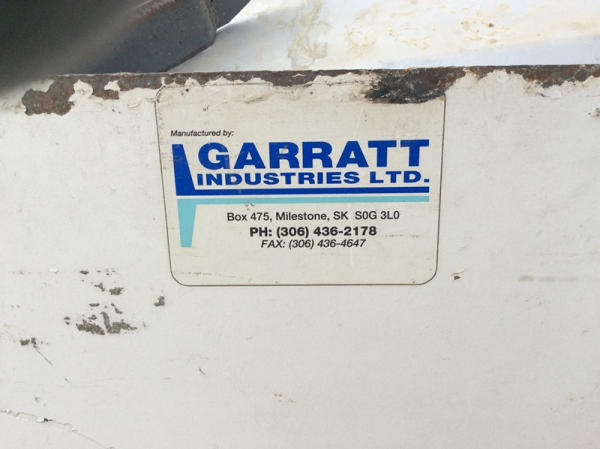 Manufactured by:
GARRATT
INDUSTRIES LTD.
Box 475, Milestone, SK S0G 3L0
PH: (306) 436-2178
FAX: (306) 436-4647